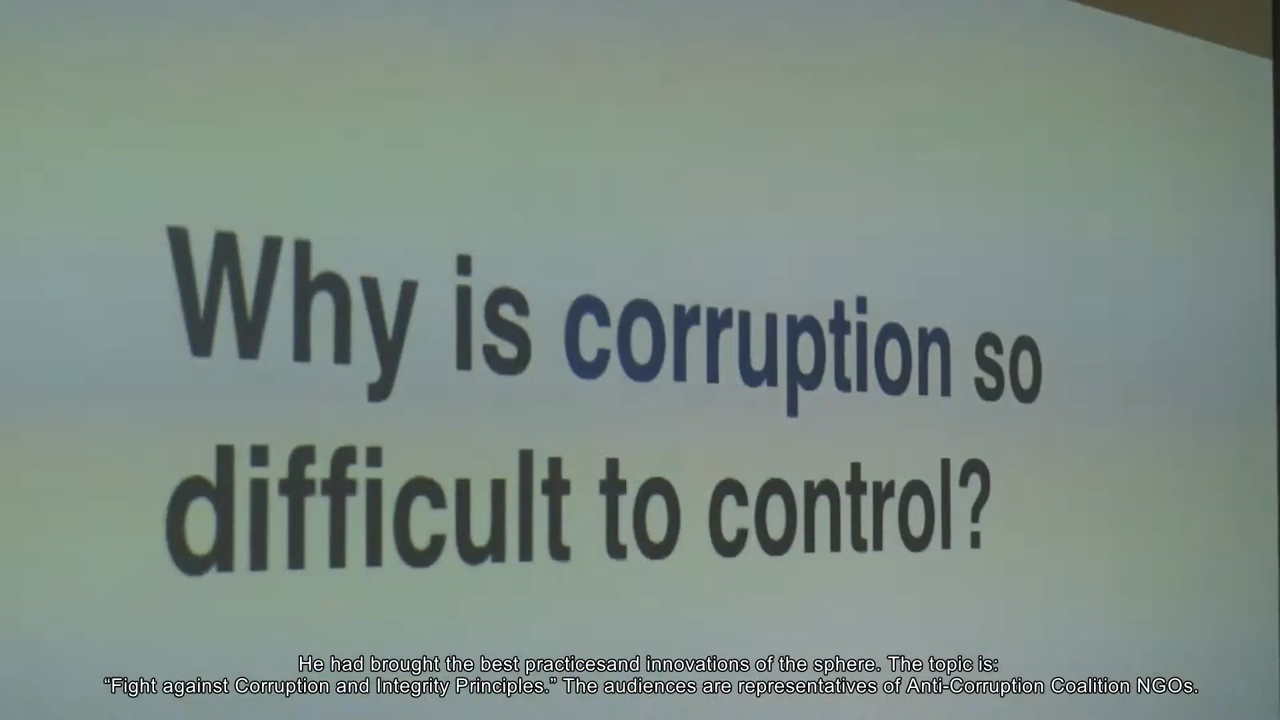 Why is corruption so
difficult to control?
He had brought the best practicesand innovations of the sphere. The topic is:
“Fight against Corruption and Integrity Principles.” The audiences are representatives of Anti-Corruption Coalition NGOs.